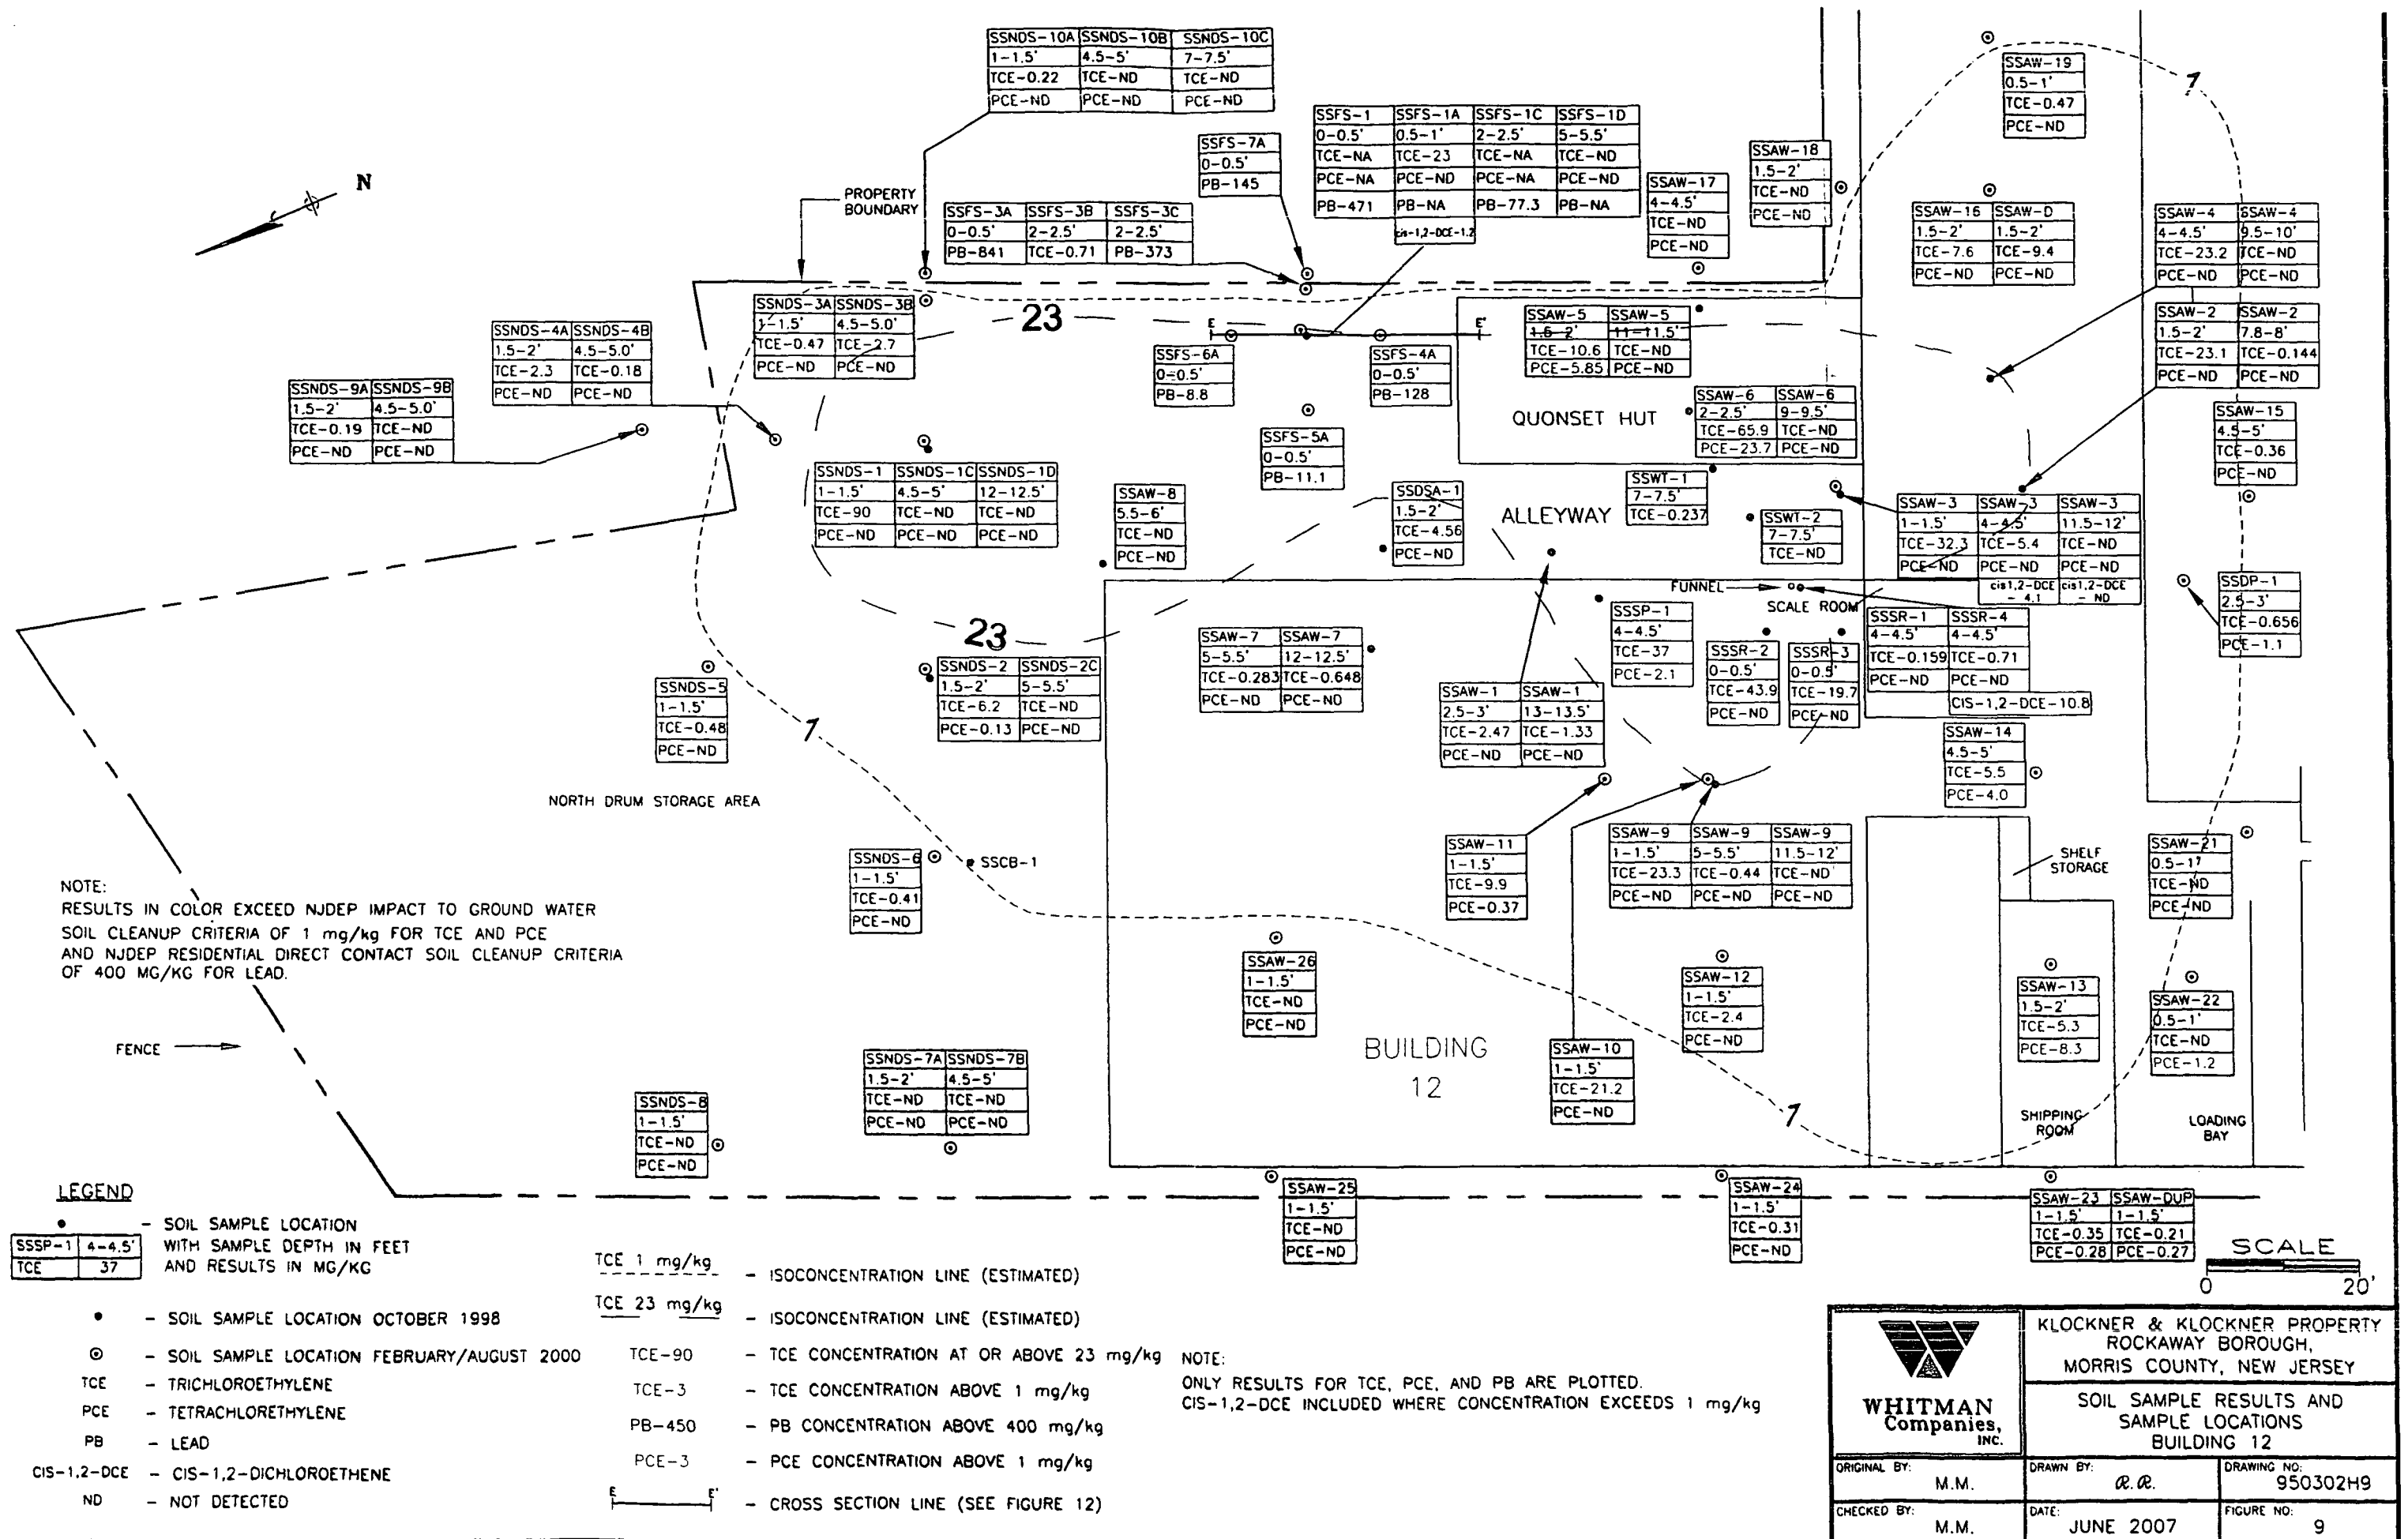 SSNDS-10A SSNDS-10B SSNDS-10C
1-1.5' 4.5-5' 7-7.5'
TCE-0.22 TCE-ND TCE-ND
PCE-ND PCE-ND PCE-ND
SSAW-19
0.5-1'
TCE-0.47
PCE-ND
1
SSFS-1 SSFS-1A SSFS-1C SSFS-1D
0-0.5' 0.5-1' 2-2.5' 5-5.5'
TCE-NA TCE-23 TCE-NA TCE-ND
PCE-NA PCE-ND PCE-NA PCE-ND
PB-471 PB-NA PB-77.3 PB-NA
cis-1,2-DCE-1.2
SSFS-7A
0-0.5'
PB-145
SSAW-18
1.5-2'
TCE-ND
PCE-ND
SSAW-17
4-4.5'
TCE-ND
PCE-ND
N
PROPERTY
BOUNDARY
SSFS-3A SSFS-3B SSFS-3C
0-0.5' 2-2.5' 2-2.5'
PB-841 TCE-0.71 PB-373
SSAW-16 SSAW-D
1.5-2' 1.5-2'
TCE-7.6 TCE-9.4
PCE-ND PCE-ND
SSAW-4 SSAW-4
4-4.5' 9.5-10'
TCE-23.2 TCE-ND
PCE-ND PCE-ND
SSNDS-3A SSNDS-3B
1-1.5' 4.5-5.0'
TCE-0.47 TCE-2.7
PCE-ND PCE-ND
23
E E'
SSAW-5 SSAW-5
1.5-2' 11-11.5'
TCE-10.6 TCE-ND
PCE-5.85 PCE-ND
SSAW-2 SSAW-2
1.5-2' 7.8-8'
TCE-23.1 TCE-0.144
PCE-ND PCE-ND
SSNDS-4A SSNDS-4B
1.5-2' 4.5-5.0'
TCE-2.3 TCE-0.18
PCE-ND PCE-ND
SSFS-6A
0-0.5'
PB-8.8
SSFS-4A
0-0.5'
PB-128
SSNDS-9A SSNDS-9B
1.5-2' 4.5-5.0'
TCE-0.19 TCE-ND
PCE-ND PCE-ND
QUONSET HUT
SSAW-6 SSAW-6
2-2.5' 9-9.5'
TCE-65.9 TCE-ND
PCE-23.7 PCE-ND
SSAW-15
4.5-5'
TCE-0.36
PCE-ND
SSFS-5A
0-0.5'
PB-11.1
SSNDS-1 SSNDS-1C SSNDS-1D
1-1.5' 4.5-5' 12-12.5'
TCE-90 TCE-ND TCE-ND
PCE-ND PCE-ND PCE-ND
SSAW-8
5.5-6'
TCE-ND
PCE-ND
SSDSA-1
1.5-2'
TCE-4.56
PCE-ND
ALLEYWAY
SSWT-1
7-7.5'
TCE-0.237
SSWT-2
7-7.5'
TCE-ND
SSAW-3 SSAW-3 SSAW-3
1-1.5' 4-4.5' 11.5-12'
TCE-32.3 TCE-5.4 TCE-ND
PCE-ND PCE-ND PCE-ND
cis1,2-DCE cis1,2-DCE
- 4.1 - ND
FUNNEL
SCALE ROOM
SSDP-1
2.5-3'
TCE-0.656
PCE-1.1
23
SSSP-1
4-4.5'
TCE-37
PCE-2.1
SSSR-1 SSSR-4
4-4.5' 4-4.5'
TCE-0.159 TCE-0.71
PCE-ND PCE-ND
CIS-1,2-DCE-10.8
SSAW-7 SSAW-7
5-5.5' 12-12.5'
TCE-0.283 TCE-0.648
PCE-ND PCE-ND
SSSR-2
0-0.5'
TCE-43.9
PCE-ND
SSSR-3
0-0.5'
TCE-19.7
PCE-ND
SSNDS-2 SSNDS-2C
1.5-2' 5-5.5'
TCE-6.2 TCE-ND
PCE-0.13 PCE-ND
SSNDS-5
1-1.5'
TCE-0.48
PCE-ND
1
SSAW-1 SSAW-1
2.5-3' 13-13.5'
TCE-2.47 TCE-1.33
PCE-ND PCE-ND
SSAW-14
4.5-5'
TCE-5.5
PCE-4.0
NORTH DRUM STORAGE AREA
SSAW-11
1-1.5'
TCE-9.9
PCE-0.37
SSAW-9 SSAW-9 SSAW-9
1-1.5' 5-5.5' 11.5-12'
TCE-23.3 TCE-0.44 TCE-ND
PCE-ND PCE-ND PCE-ND
SHELF
STORAGE
SSAW-21
0.5-1'
TCE-ND
PCE-ND
SSNDS-6
1-1.5'
TCE-0.41
PCE-ND
SSCB-1
NOTE:
RESULTS IN COLOR EXCEED NJDEP IMPACT TO GROUND WATER
SOIL CLEANUP CRITERIA OF 1 mg/kg FOR TCE AND PCE
AND NJDEP RESIDENTIAL DIRECT CONTACT SOIL CLEANUP CRITERIA
OF 400 MG/KG FOR LEAD.
SSAW-26
1-1.5'
TCE-ND
PCE-ND
SSAW-12
1-1.5'
TCE-2.4
PCE-ND
SSAW-13
1.5-2'
TCE-5.3
PCE-8.3
SSAW-22
0.5-1'
TCE-ND
PCE-1.2
FENCE
BUILDING
12
SSAW-10
1-1.5'
TCE-21.2
PCE-ND
1
SSNDS-7A SSNDS-7B
1.5-2' 4.5-5'
TCE-ND TCE-ND
PCE-ND PCE-ND
SSNDS-8
1-1.5'
TCE-ND
PCE-ND
SHIPPING
ROOM
LOADING
BAY
SSAW-25
1-1.5'
TCE-ND
PCE-ND
SSAW-24
1-1.5'
TCE-0.31
PCE-ND
SSAW-23 SSAW-DUP
1-1.5' 1-1.5'
TCE-0.35 TCE-0.21
PCE-0.28 PCE-0.27
SCALE
0 20'
LEGEND
SSSP-1 4-4.5'
TCE 37
- SOIL SAMPLE LOCATION
WITH SAMPLE DEPTH IN FEET
AND RESULTS IN MG/KG
- SOIL SAMPLE LOCATION OCTOBER 1998
- SOIL SAMPLE LOCATION FEBRUARY/AUGUST 2000
TCE - TRICHLOROETHYLENE
PCE - TETRACHLORETHYLENE
PB - LEAD
CIS-1,2-DCE - CIS-1,2-DICHLOROETHENE
ND - NOT DETECTED
TCE 1 mg/kg - ISOCONCENTRATION LINE (ESTIMATED)
TCE 23 mg/kg - ISOCONCENTRATION LINE (ESTIMATED)
TCE-90 - TCE CONCENTRATION AT OR ABOVE 23 mg/kg
TCE-3 - TCE CONCENTRATION ABOVE 1 mg/kg
PB-450 - PB CONCENTRATION ABOVE 400 mg/kg
PCE-3 - PCE CONCENTRATION ABOVE 1 mg/kg
E E' - CROSS SECTION LINE (SEE FIGURE 12)
NOTE:
ONLY RESULTS FOR TCE, PCE, AND PB ARE PLOTTED.
CIS-1,2-DCE INCLUDED WHERE CONCENTRATION EXCEEDS 1 mg/kg
WHITMAN
Companies,
INC.
KLOCKNER & KLOCKNER PROPERTY
ROCKAWAY BOROUGH,
MORRIS COUNTY, NEW JERSEY
SOIL SAMPLE RESULTS AND
SAMPLE LOCATIONS
BUILDING 12
ORIGINAL BY: M.M.
DRAWN BY: R.R.
DRAWING NO: 950302H9
CHECKED BY: M.M.
DATE: JUNE 2007
FIGURE NO: 9